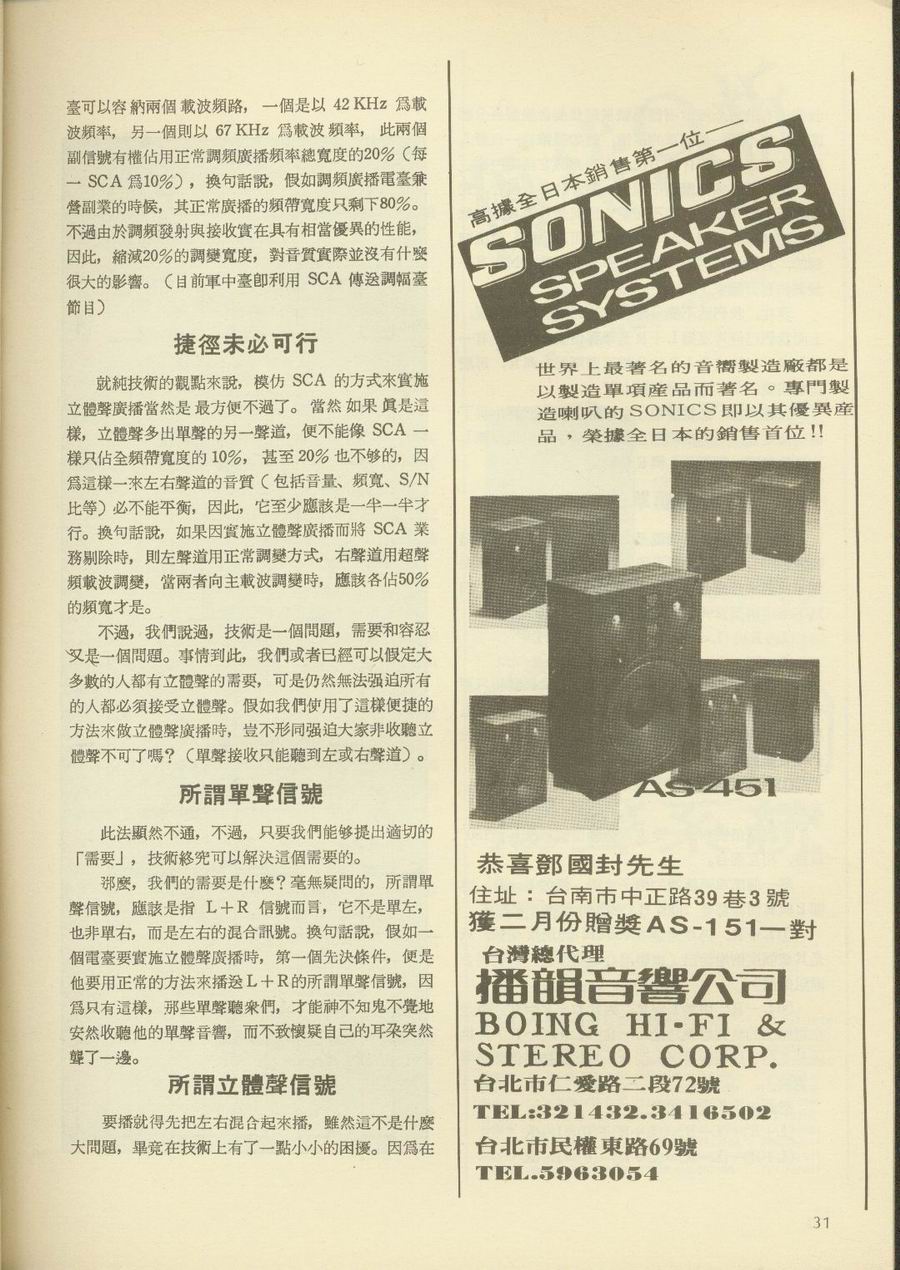 臺可以容納兩個載波頻路， 一個是以 42 KHz 爲載
波頻率， 另一個則以 67 KHz 爲載波頻率， 此兩個
副信號有權佔用正常調頻廣播頻率總寬度的20%（每
一 SCA 爲10%），換句話說，假如調頻廣播電臺兼
營副業的時候，其正常廣播的頻帶寬度只剩下80%。
不過由於調頻發射與接收實在具有相當優異的性能，
因此，縮減20%的調變寬度，對音質實際並沒有什麼
很大的影響。（目前軍中臺卽利用 SCA 傳送調幅臺
節目）
捷徑未必可行
就純技術的觀點來說，模仿 SCA 的方式來實施
立體聲廣播當然是最方便不過了。當然如果眞是這
樣，立體聲多出單聲的另一聲道，便不能像 SCA 一
樣只佔全頻帶寬度的 10%， 甚至 20% 也不够的，因
爲這樣一來左右聲道的音質（包括音量、頻寬、S/N
比等）必不能平衡，因此，它至少應該是一半一半才
行。換句話說，如果因實施立體聲廣播而將 SCA 業
務剔除時，則左聲道用正常調變方式，右聲道用超聲
頻載波調變，當兩者向主載波調變時，應該各佔50%
的頻寬才是。
不過，我們說過，技術是一個問題，需要和容忍
又是一個問題。事情到此，我們或者已經可以假定大
多數的人都有立體聲的需要，可是仍然無法强迫所有
的人都必須接受立體聲。假如我們使用了這樣便捷的
方法來做立體聲廣播時，豈不形同强迫大家非收聽立
體聲不可了嗎？（單聲接收只能聽到左或右聲道）。
所謂單聲信號
此法顯然不通，不過，只要我們能够提出適切的
「需要」，技術終究可以解決這個需要的。
那麼，我們的需要是什麼？毫無疑問的，所謂單
聲信號，應該是指 L＋R 信號而言，它不是單左，
也非單右，而是左右的混合訊號。換句話說，假如一
個電臺要實施立體聲廣播時，第一個先決條件，便是
他要用正常的方法來播送L＋R的所謂單聲信號，因
爲只有這樣，那些單聲聽衆們，才能神不知鬼不覺地
安然收聽他的單聲音響，而不致懷疑自己的耳朶突然
聾了一邊。
所謂立體聲信號
要播就得先把左右混合起來播，雖然這不是什麼
大問題，畢竟在技術上有了一點小小的困擾。因爲在
高據全日本銷售第一位──
SONICS
SPEAKER
SYSTEMS
世界上最著名的音嚮製造廠都是
以製造單項産品而著名。專門製
造喇叭的SONICS即以其優異産
品，榮據全日本的銷售首位!!
AS-451
恭喜鄧國封先生
住址：台南市中正路39巷3號
獲二月份贈獎AS-151一對
台灣總代理
播韻音響公司
BOING HI-FI &
STEREO CORP.
台北市仁愛路二段72號
TEL:321432.3416502
台北市民權東路69號
TEL.5963054
31